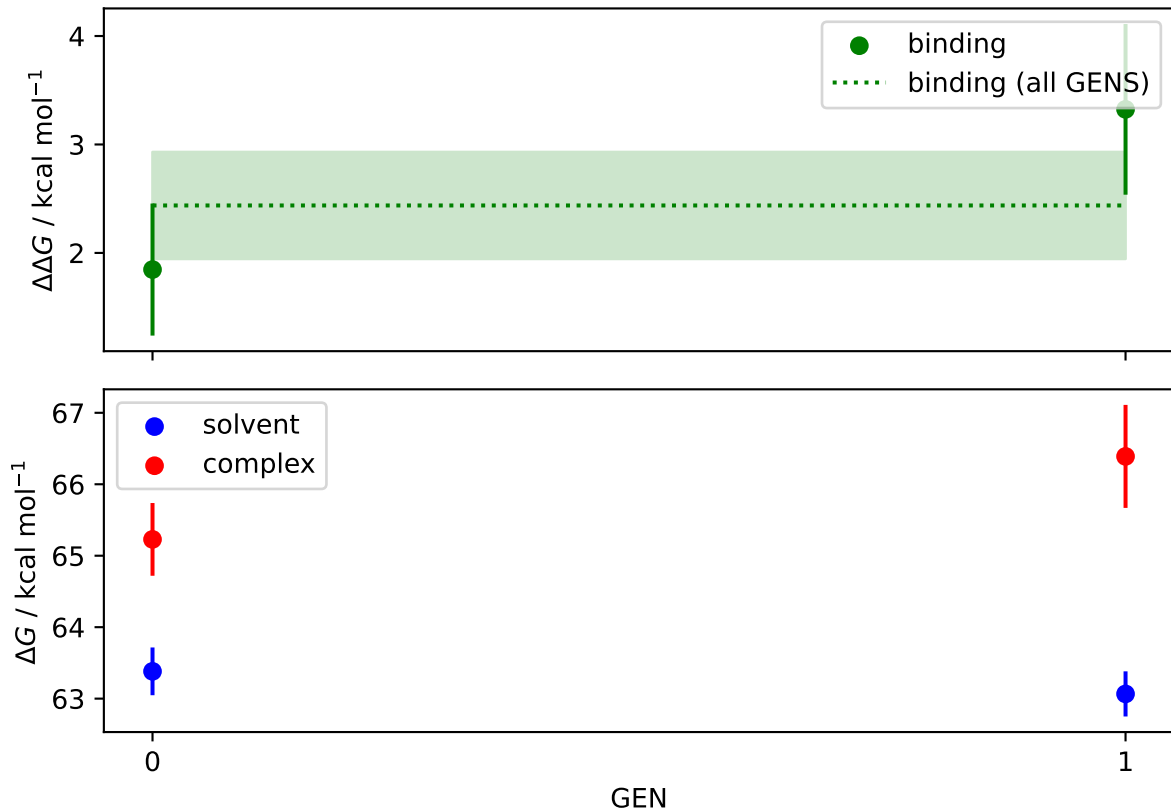 4
3
2
ΔΔG / kcal mol⁻¹
binding
binding (all GENS)
67
66
65
64
63
ΔG / kcal mol⁻¹
solvent
complex
0
1
GEN